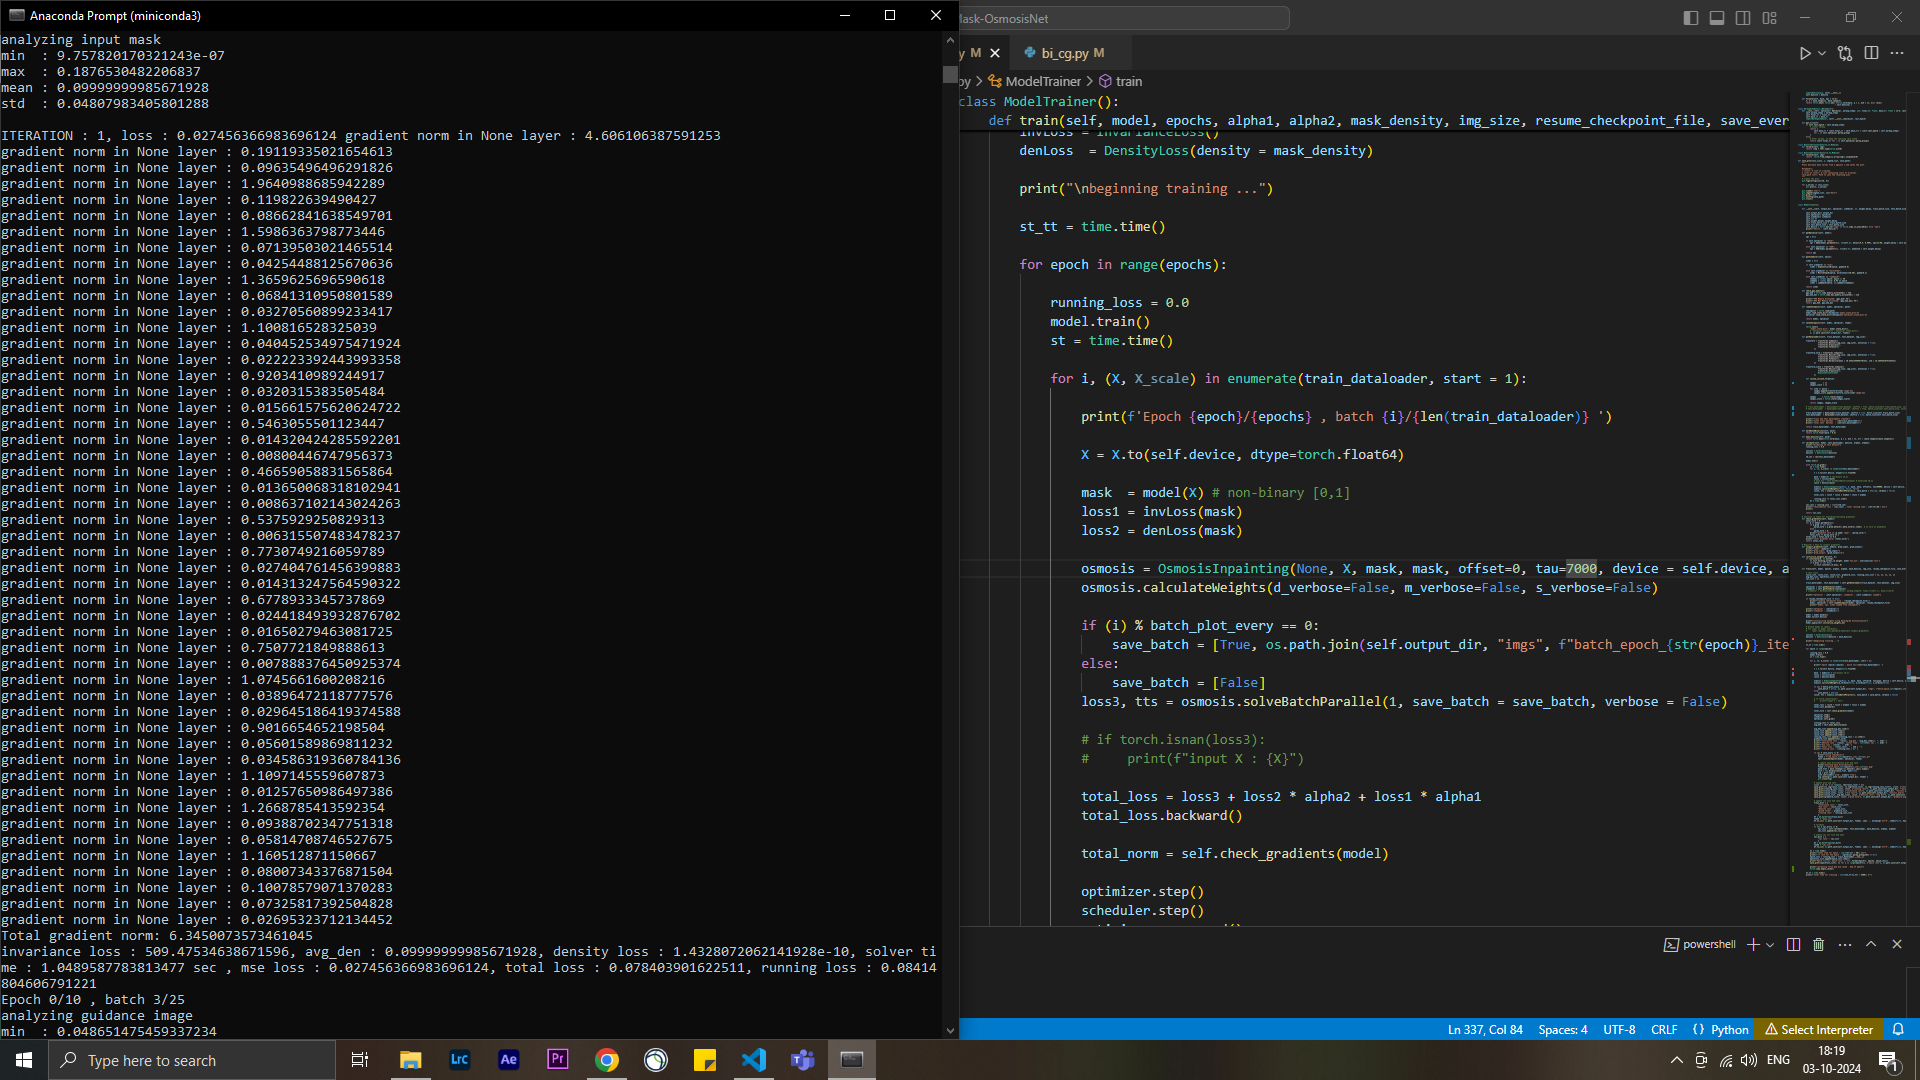 Anaconda Prompt (miniconda3)
analyzing input mask
min  : 9.757820170321243e-07
max  : 0.1876530482206837
mean : 0.09999999985671928
std  : 0.04807983405801288
ITERATION : 1, loss : 0.027456366983696124 gradient norm in None layer : 4.606106387591253
gradient norm in None layer : 0.19119335021654613
gradient norm in None layer : 0.09635496496291826
gradient norm in None layer : 1.9640988685942289
gradient norm in None layer : 0.119822639490427
gradient norm in None layer : 0.08662841638549701
gradient norm in None layer : 1.5986363798773446
gradient norm in None layer : 0.07139503021465514
gradient norm in None layer : 0.04254488125670636
gradient norm in None layer : 1.3659625696590618
gradient norm in None layer : 0.06841310950801589
gradient norm in None layer : 0.03270560899233417
gradient norm in None layer : 1.100816528325039
gradient norm in None layer : 0.040452534975471924
gradient norm in None layer : 0.022223392443993358
gradient norm in None layer : 0.9203410989244917
gradient norm in None layer : 0.0320315383505484
gradient norm in None layer : 0.015661575620624722
gradient norm in None layer : 0.5463055501123447
gradient norm in None layer : 0.014320424285592201
gradient norm in None layer : 0.00800446747956373
gradient norm in None layer : 0.46659058831565864
gradient norm in None layer : 0.013650068318102941
gradient norm in None layer : 0.008637102143024263
gradient norm in None layer : 0.5375929250829313
gradient norm in None layer : 0.006315507483478237
gradient norm in None layer : 0.7730749216059789
gradient norm in None layer : 0.027404761456399883
gradient norm in None layer : 0.014313247564590322
gradient norm in None layer : 0.6778933345737869
gradient norm in None layer : 0.024418493932876702
gradient norm in None layer : 0.01650279463081725
gradient norm in None layer : 0.7507721849888613
gradient norm in None layer : 0.007888376450925374
gradient norm in None layer : 1.0745661600208216
gradient norm in None layer : 0.03896472118777576
gradient norm in None layer : 0.029645186419374588
gradient norm in None layer : 0.9016654652198504
gradient norm in None layer : 0.05601589869811232
gradient norm in None layer : 0.034586319360784136
gradient norm in None layer : 1.1097145559607873
gradient norm in None layer : 0.01257650986497386
gradient norm in None layer : 1.2668785413592354
gradient norm in None layer : 0.09388702347751318
gradient norm in None layer : 0.05814708746527675
gradient norm in None layer : 1.160512871150667
gradient norm in None layer : 0.08007343376871504
gradient norm in None layer : 0.10078579071370283
gradient norm in None layer : 0.07325817392504828
gradient norm in None layer : 0.02695323712134452
Total gradient norm: 6.3450073573461045
invariance loss : 509.47534638671596, avg_den : 0.09999999985671928, density loss : 1.4328072062141928e-10, solver ti
me : 1.0489587783813477 sec , mse loss : 0.027456366983696124, total loss : 0.078403901622511, running loss : 0.08414
804606791221
Epoch 0/10 , batch 3/25
analyzing guidance image
min  : 0.048651475459337234
Mask-OsmosisNet
y M
bi_cg.py M
py > ModelTrainer > train
class ModelTrainer():
def train(self, model, epochs, alpha1, alpha2, mask_density, img_size, resume_checkpoint_file, save_ever
invLoss = InvarianceLoss()
denLoss  = DensityLoss(density = mask_density)
print("\nbeginning training ...")
st_tt = time.time()
for epoch in range(epochs):
running_loss = 0.0
model.train()
st = time.time()
for i, (X, X_scale) in enumerate(train_dataloader, start = 1):
print(f'Epoch {epoch}/{epochs} , batch {i}/{len(train_dataloader)} ')
X = X.to(self.device, dtype=torch.float64)
mask  = model(X) # non-binary [0,1]
loss1 = invLoss(mask)
loss2 = denLoss(mask)
osmosis = OsmosisInpainting(None, X, mask, mask, offset=0, tau=7000, device = self.device, a
osmosis.calculateWeights(d_verbose=False, m_verbose=False, s_verbose=False)
if (i) % batch_plot_every == 0:
save_batch = [True, os.path.join(self.output_dir, "imgs", f"batch_epoch_{str(epoch)}_ite
else:
save_batch = [False]
loss3, tts = osmosis.solveBatchParallel(1, save_batch = save_batch, verbose = False)
# if torch.isnan(loss3):
#     print(f"input X : {X}")
total_loss = loss3 + loss2 * alpha2 + loss1 * alpha1
total_loss.backward()
total_norm = self.check_gradients(model)
optimizer.step()
scheduler.step()
powershell
Ln 337, Col 84
Spaces: 4
UTF-8
CRLF
{ } Python
Select Interpreter
Type here to search
Lrc
Ae
Pr
ENG
18:19
03-10-2024
1